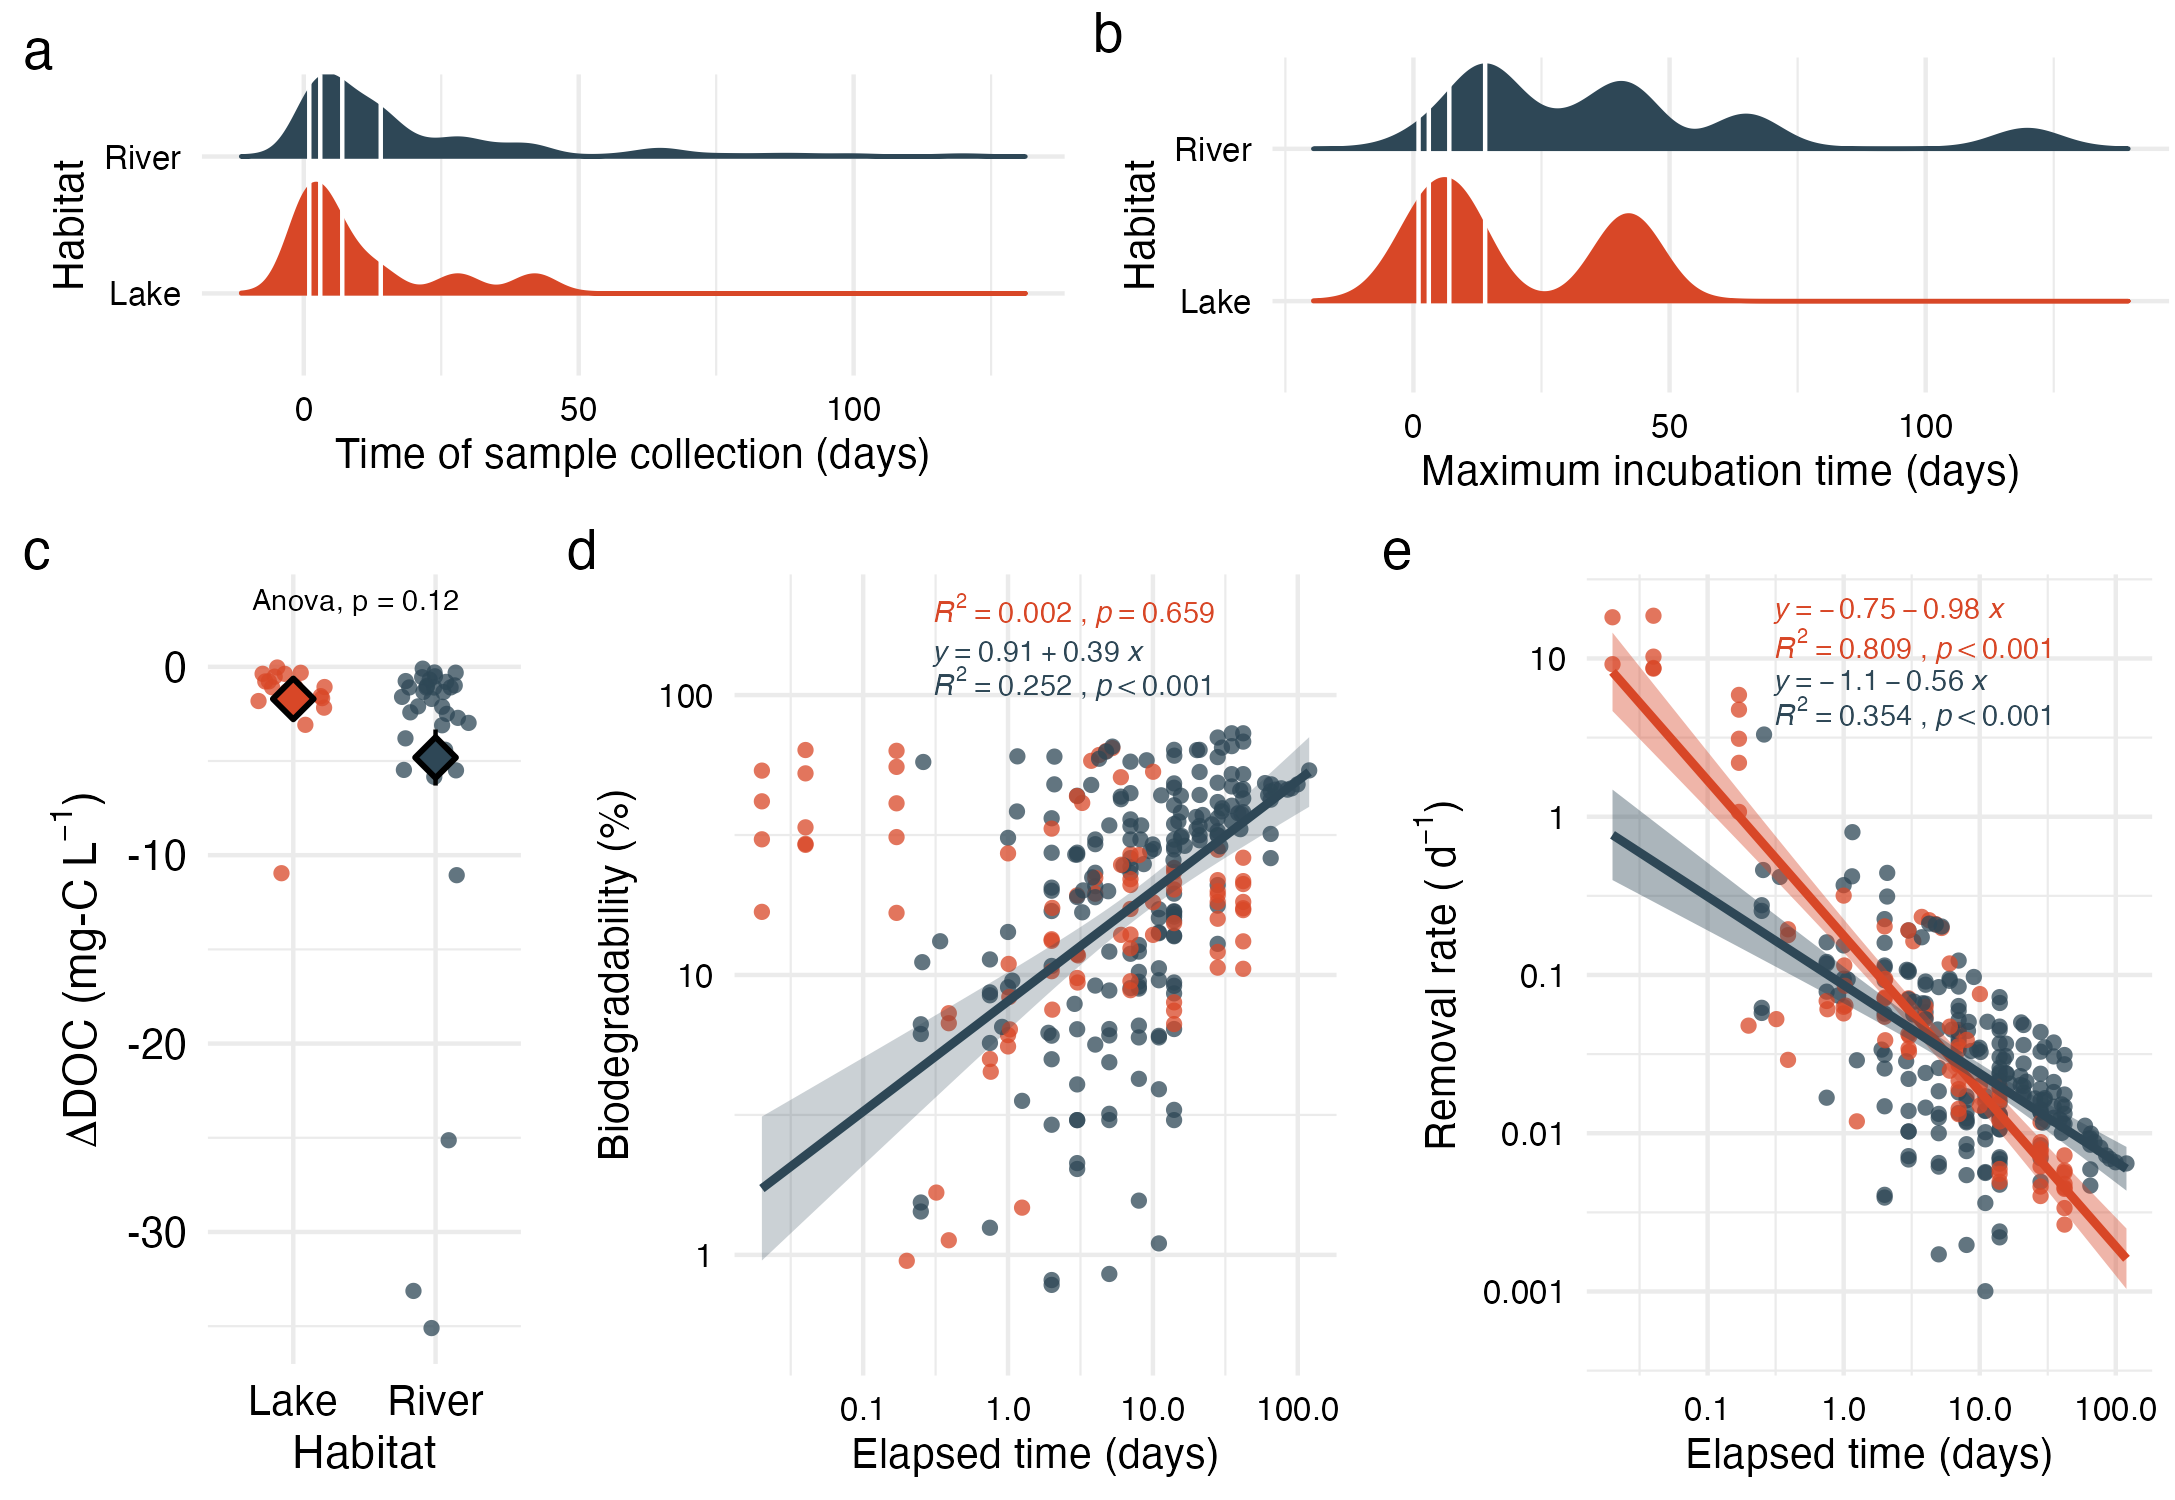 a
Habitat
River
Lake
0 50 100
Time of sample collection (days)
b
Habitat
River
Lake
0 50 100
Maximum incubation time (days)
c
Anova, p = 0.12
ΔDOC (mg-C L⁻¹)
0
-10
-20
-30
Lake River
Habitat
d
R² = 0.002 , p = 0.659
y = 0.91 + 0.39 x
R² = 0.252 , p < 0.001
Biodegradability (%)
100
10
1
0.1 1.0 10.0 100.0
Elapsed time (days)
e
y = −0.75 − 0.98 x
R² = 0.809 , p < 0.001
y = −1.1 − 0.56 x
R² = 0.354 , p < 0.001
Removal rate ( d⁻¹)
10
1
0.1
0.01
0.001
0.1 1.0 10.0 100.0
Elapsed time (days)